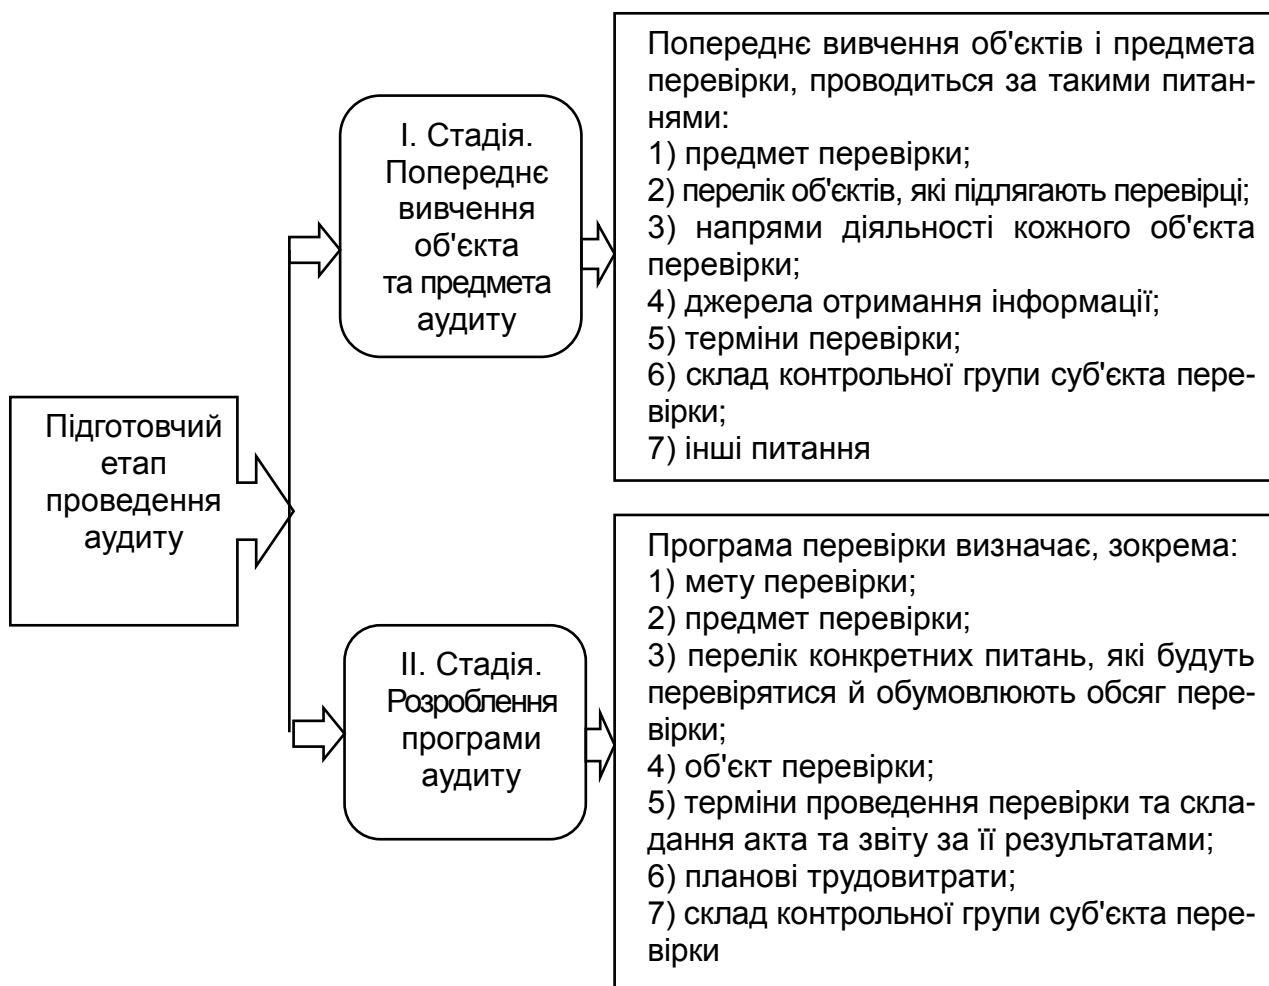 Підготовчий
етап
проведення
аудиту
І. Стадія.
Попереднє
вивчення
об'єкта
та предмета
аудиту
Попереднє вивчення об'єктів і предмета
перевірки, проводиться за такими питан-
нями:
1) предмет перевірки;
2) перелік об'єктів, які підлягають перевірці;
3) напрями діяльності кожного об'єкта
перевірки;
4) джерела отримання інформації;
5) терміни перевірки;
6) склад контрольної групи суб'єкта пере-
вірки;
7) інші питання
ІІ. Стадія.
Розроблення
програми
аудиту
Програма перевірки визначає, зокрема:
1) мету перевірки;
2) предмет перевірки;
3) перелік конкретних питань, які будуть
перевірятися й обумовлюють обсяг пере-
вірки;
4) об'єкт перевірки;
5) терміни проведення перевірки та скла-
дання акта та звіту за її результатами;
6) планові трудовитрати;
7) склад контрольної групи суб'єкта пере-
вірки